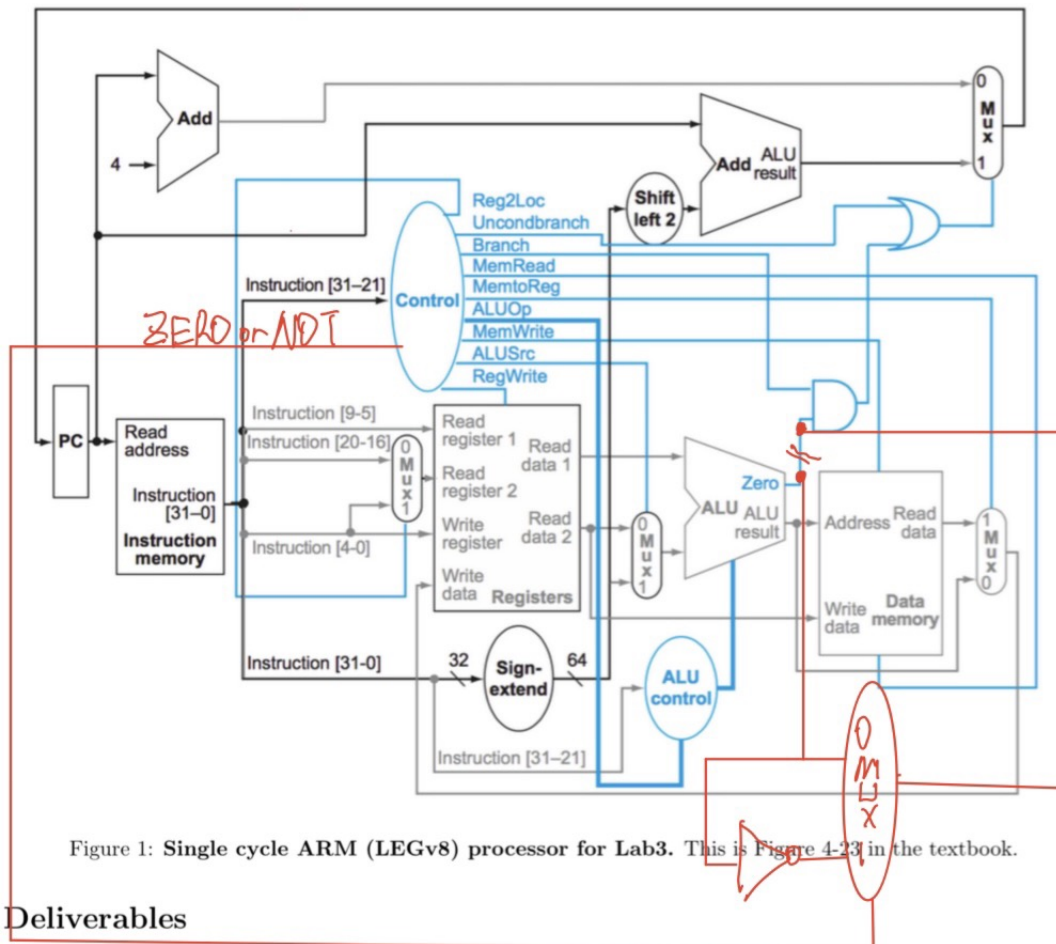 Add
4
0
Mux
1
Add ALU result
Shift left 2
Reg2Loc
Uncondbranch
Branch
MemRead
MemtoReg
ALUOp
MemWrite
ALUSrc
RegWrite
Instruction [31–21]
Control
ZERO or NOT
PC
Read address
Instruction [31–0]
Instruction memory
Instruction [9-5]
Instruction [20-16]
Instruction [4-0]
0
Mux
1
Read register 1
Read register 2
Write register
Write data
Read data 1
Read data 2
Registers
0
Mux
1
Zero
ALU ALU result
Address
Read data
Write data
Data memory
1
Mux
0
Instruction [31-0]
32
Sign-extend
64
ALU control
Instruction [31–21]
0
MUX
1
Figure 1: Single cycle ARM (LEGv8) processor for Lab3. This is Figure 4-23 in the textbook.
Deliverables